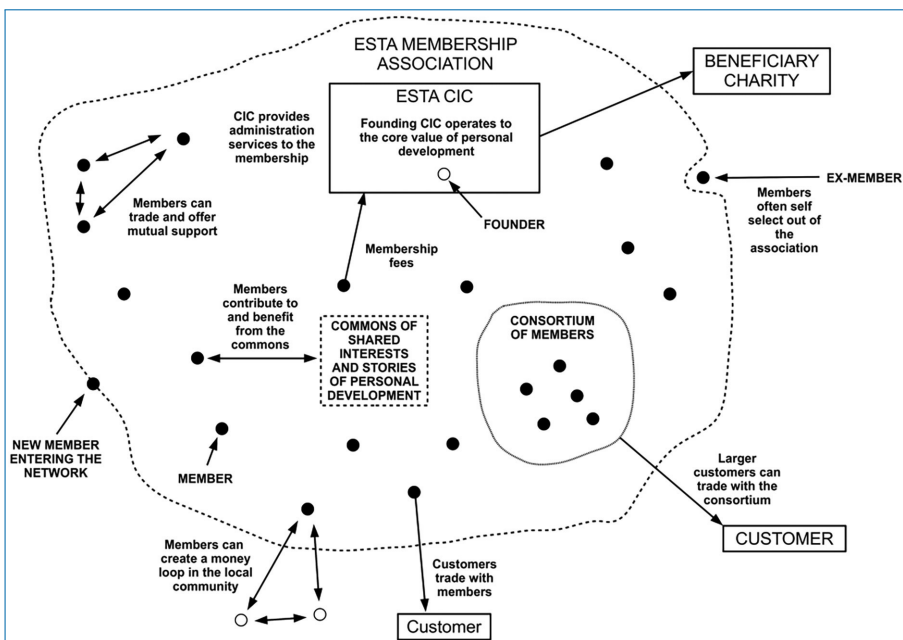 ESTA MEMBERSHIP
ASSOCIATION
BENEFICIARY
CHARITY
ESTA CIC
Founding CIC operates to
the core value of personal
development
CIC provides
administration
services to the
membership
FOUNDER
EX-MEMBER
Members
often self
select out of
the
association
Members can
trade and offer
mutual support
Membership
fees
Members
contribute to
and benefit
from the
commons
COMMONS OF
SHARED
INTERESTS
AND STORIES
OF PERSONAL
DEVELOPMENT
CONSORTIUM
OF MEMBERS
NEW MEMBER
ENTERING THE
NETWORK
MEMBER
Larger
customers can
trade with the
consortium
CUSTOMER
Members can
create a money
loop in the local
community
Customers
trade with
members
Customer